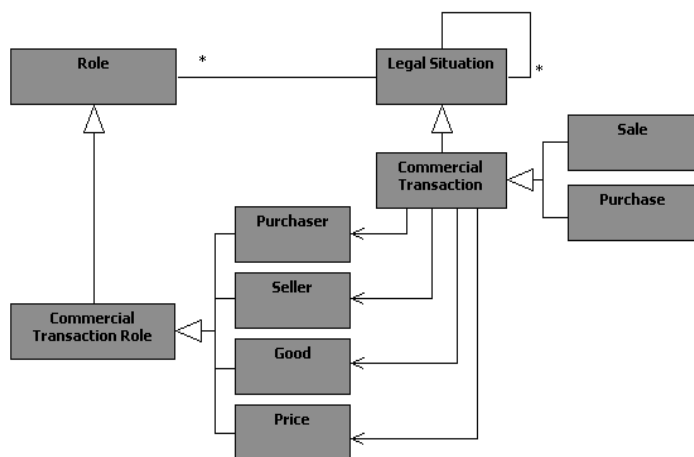 Role
*
Legal Situation
*
Sale
Commercial
Transaction
Purchase
Purchaser
Seller
Commercial
Transaction Role
Good
Price